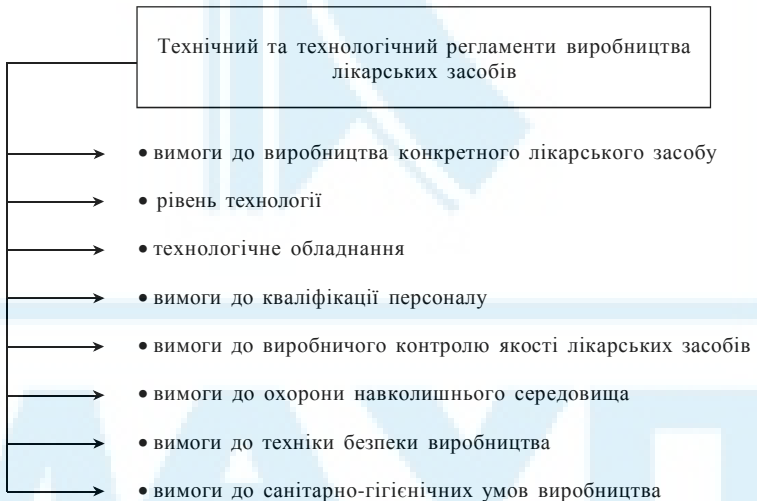 Технічний та технологічний регламенти виробництва
лікарських засобів
• вимоги до виробництва конкретного лікарського засобу
• рівень технології
• технологічне обладнання
• вимоги до кваліфікації персоналу
• вимоги до виробничого контролю якості лікарських засобів
• вимоги до охорони навколишнього середовища
• вимоги до техніки безпеки виробництва
• вимоги до санітарно-гігієнічних умов виробництва